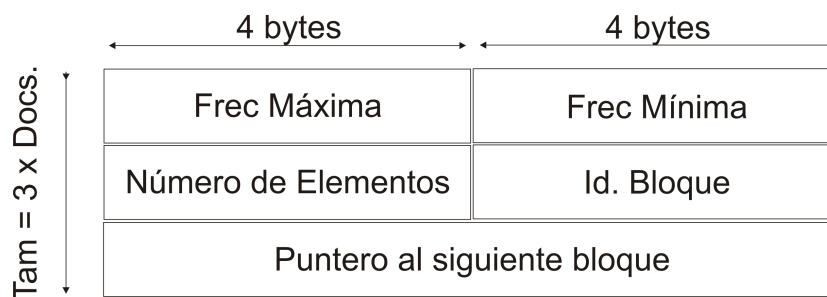 4 bytes 4 bytes
Tam = 3 x Docs.
Frec Máxima Frec Mínima
Número de Elementos Id. Bloque
Puntero al siguiente bloque